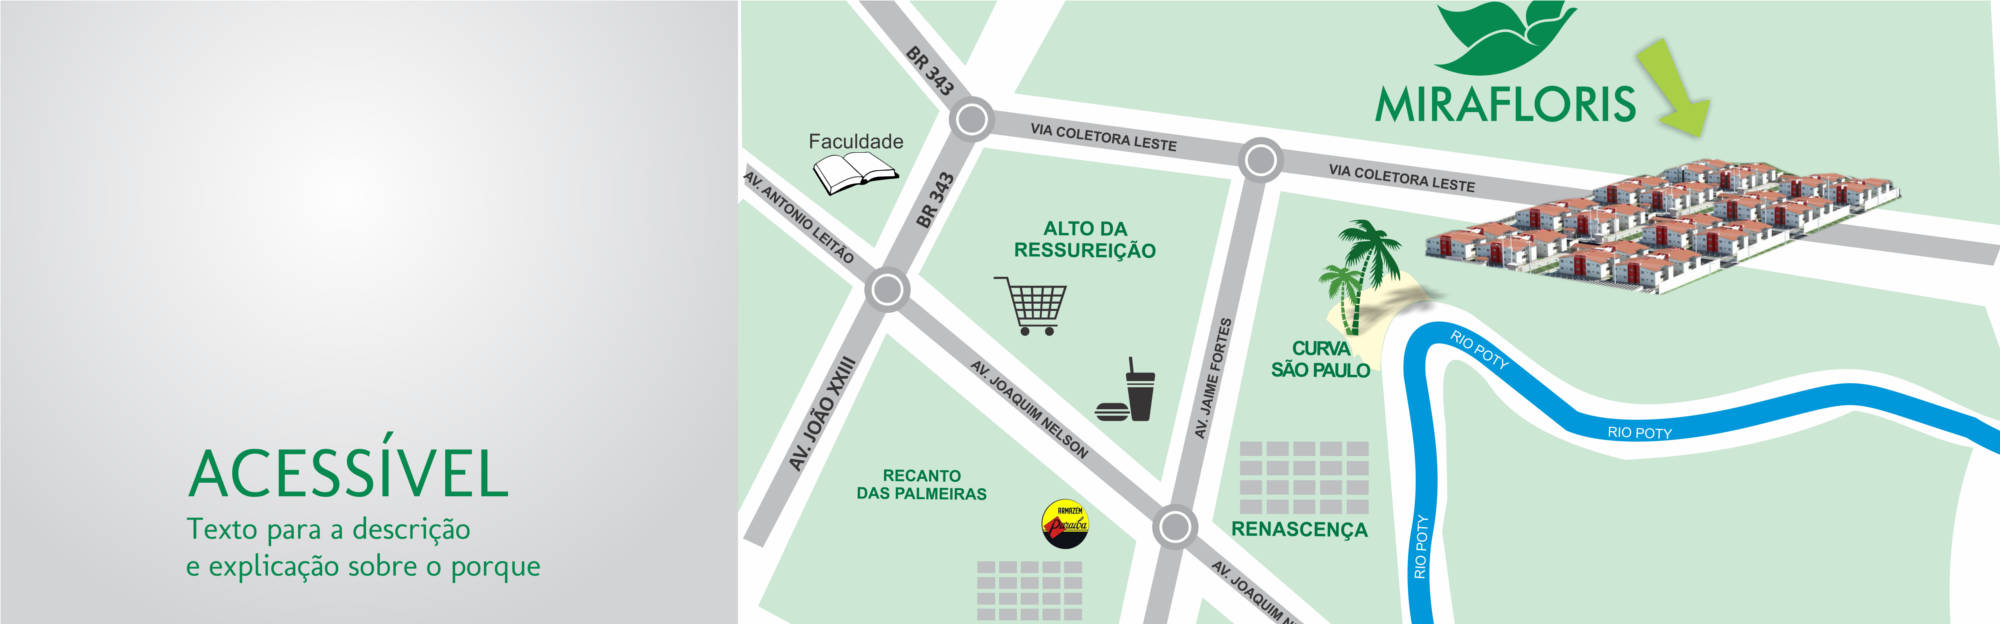 ACESSÍVEL
Texto para a descrição
e explicação sobre o porque
BR 343
MIRAFLORIS
VIA COLETORA LESTE
VIA COLETORA LESTE
Faculdade
AV. ANTONIO LEITÃO
BR 343
ALTO DA
RESSUREIÇÃO
AV. JOÃO XXIII
AV. JOAQUIM NELSON
AV. JAIME FORTES
CURVA
SÃO PAULO
RIO POTY
RIO POTY
RIO POTY
RECANTO
DAS PALMEIRAS
ARMAZÉM
Paraíba
RENASCENÇA
AV. JOAQUIM N